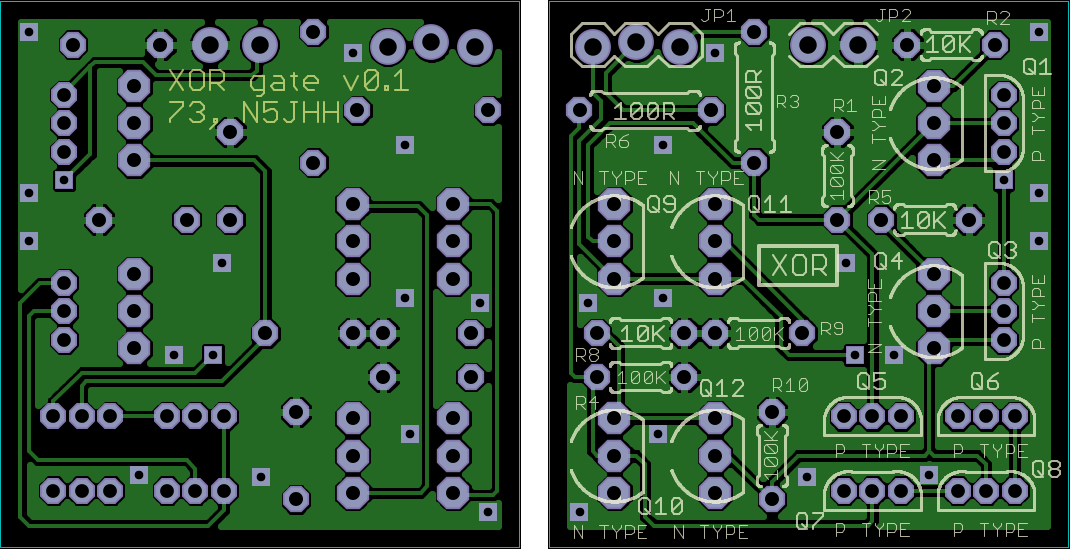 XOR gate v0.1
73, N5JHH
JP1
JP2
R2
10K
Q1
Q2
100R
100R
R3
R1
N TYPE
P TYPE
R6
100K
N TYPE
N TYPE
Q9
Q11
R5
10K
XOR
Q4
Q3
N TYPE
P TYPE
10K
100K
R9
R8
100K
R4
Q12
R10
Q5
Q6
100K
P TYPE
P TYPE
Q8
Q10
Q7
N TYPE
N TYPE
P TYPE
P TYPE